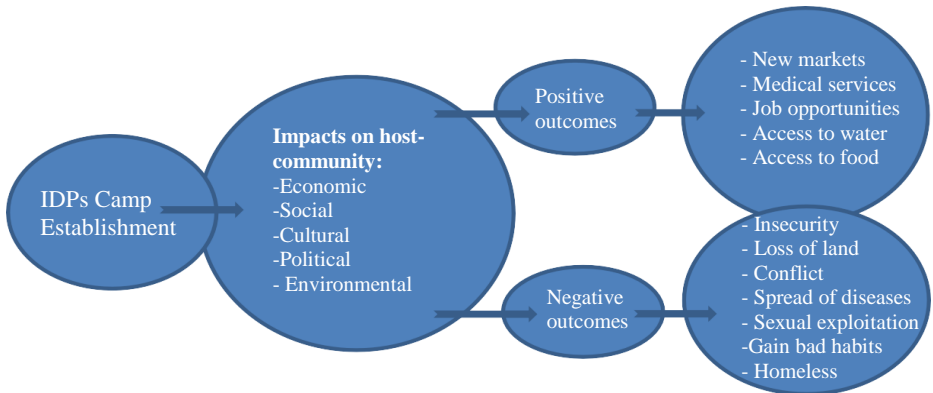 IDPs Camp
Establishment
Impacts on host-
community:
-Economic
-Social
-Cultural
-Political
- Environmental
Positive
outcomes
- New markets
- Medical services
- Job opportunities
- Access to water
- Access to food
Negative
outcomes
- Insecurity
- Loss of land
- Conflict
- Spread of diseases
- Sexual exploitation
-Gain bad habits
- Homeless